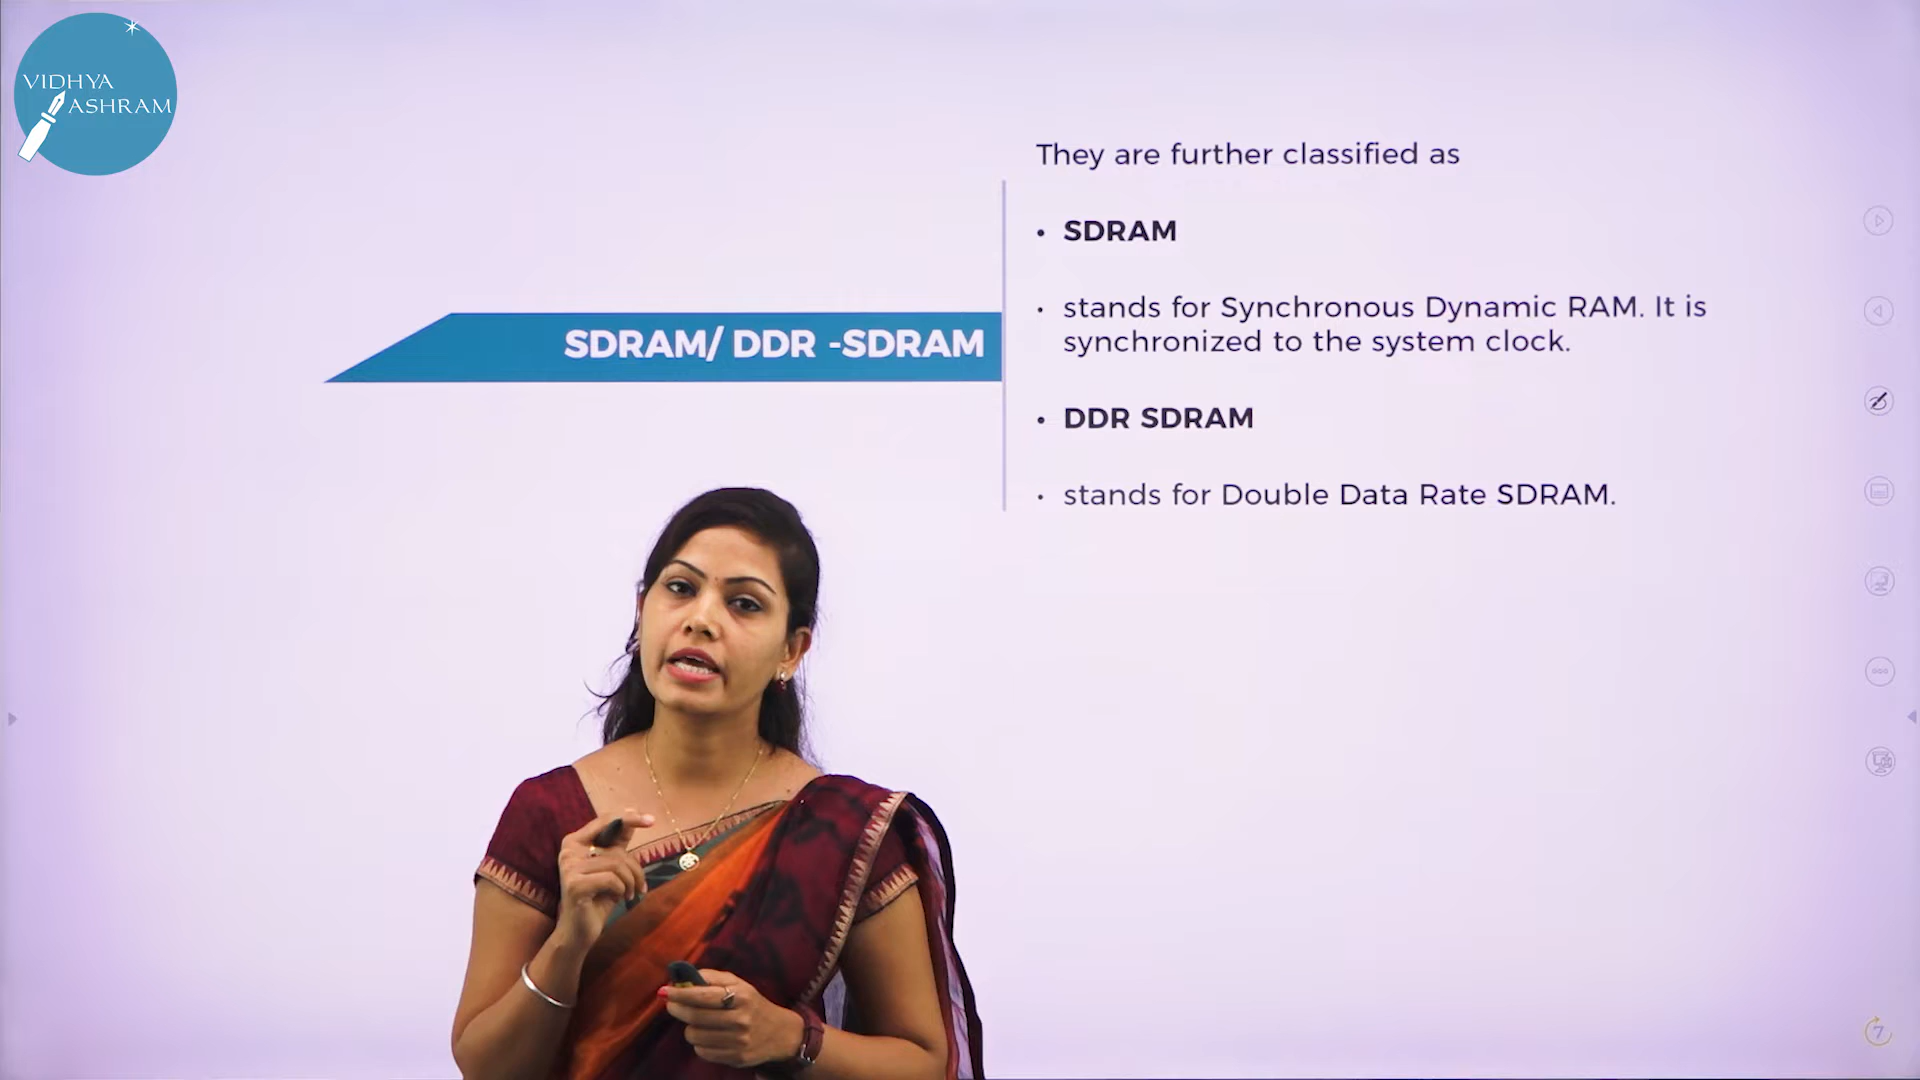 VIDHYA
ASHRAM
They are further classified as
• SDRAM
• stands for Synchronous Dynamic RAM. It is
synchronized to the system clock.
SDRAM/ DDR -SDRAM
• DDR SDRAM
• stands for Double Data Rate SDRAM.
7